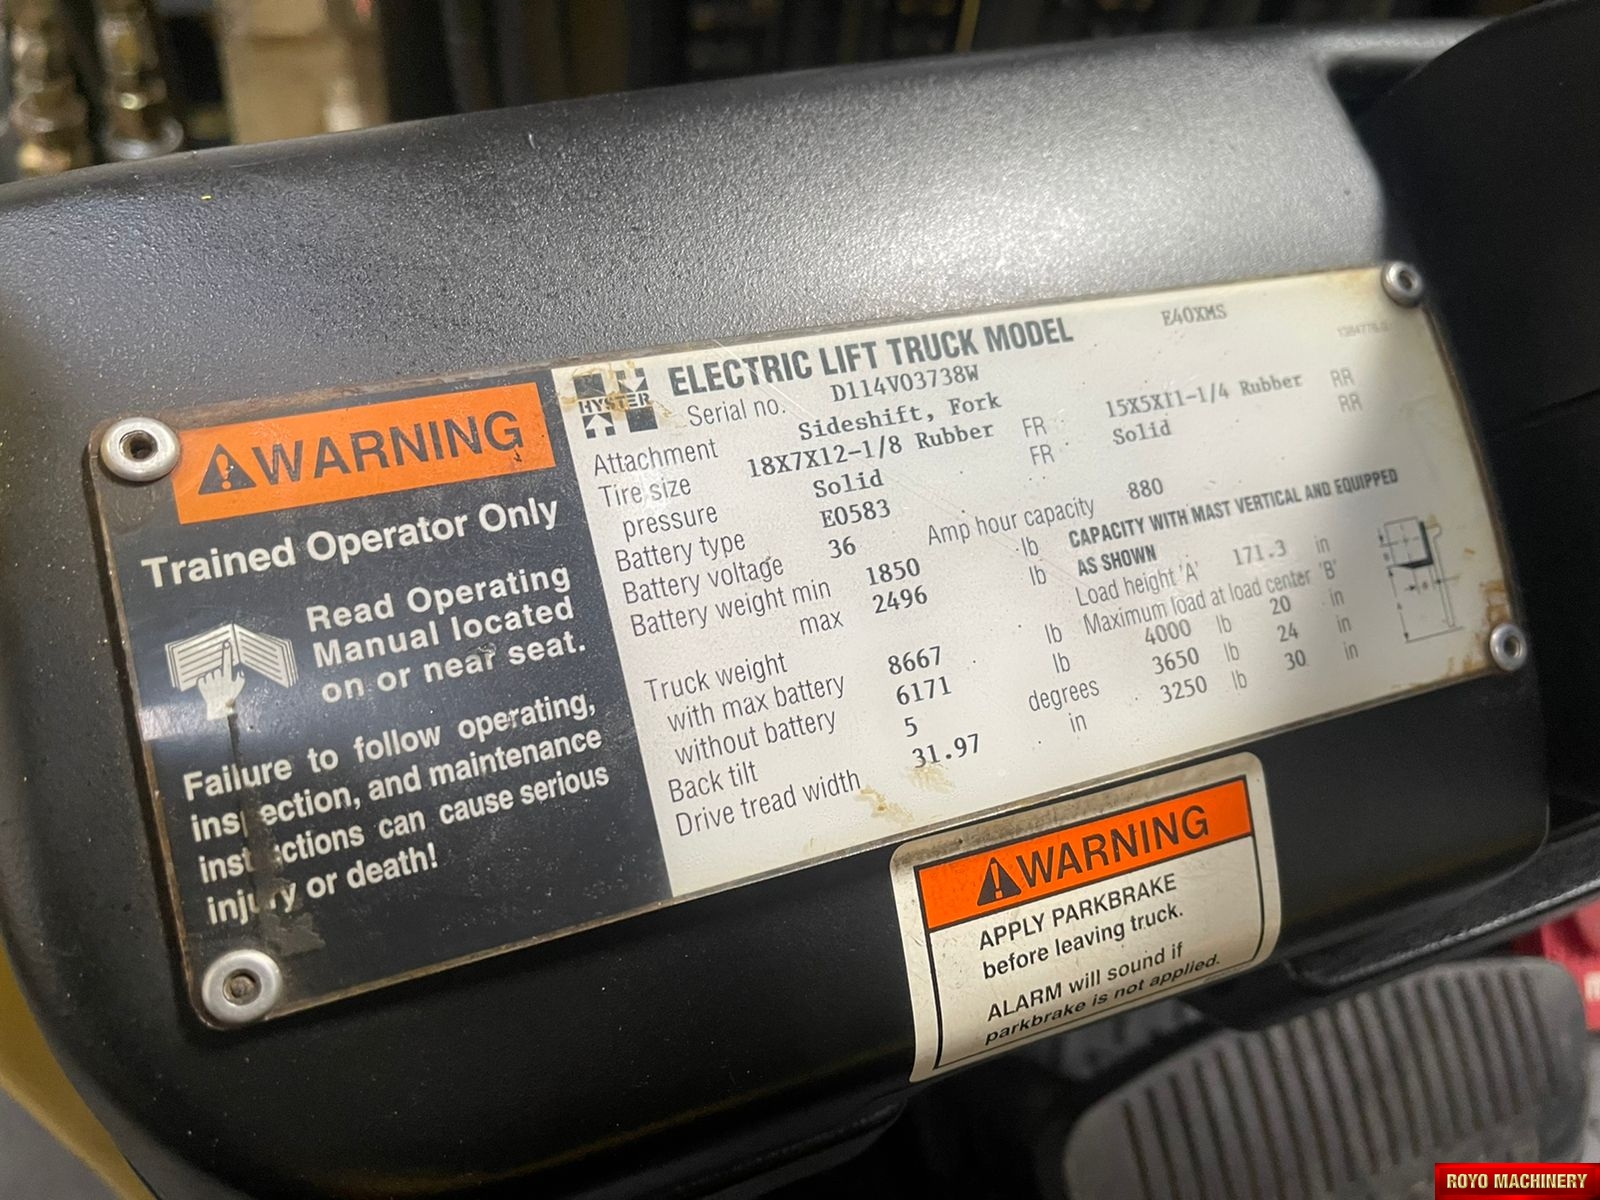 WARNING
Trained Operator Only
Read Operating
Manual located
on or near seat.
Failure to follow operating,
inspection, and maintenance
instructions can cause serious
injury or death!
HYSTER
ELECTRIC LIFT TRUCK MODEL E40XMS
Serial no. D114V03738W
Attachment Sideshift, Fork
Tire size 18X7X12-1/8 Rubber FR 15X5X11-1/4 Rubber RR
pressure Solid FR Solid RR
Battery type E0583
Battery voltage 36 Amp hour capacity 880
Battery weight min 1850 lb
max 2496 lb
Truck weight
with max battery 8667 lb
without battery 6171 lb
Back tilt 5 degrees
Drive tread width 31.97 in
CAPACITY WITH MAST VERTICAL AND EQUIPPED
AS SHOWN
Load height 'A' 171.3 in
Maximum load at load center 'B'
4000 lb 20 in
3650 lb 24 in
3250 lb 30 in
WARNING
APPLY PARKBRAKE
before leaving truck.
ALARM will sound if
parkbrake is not applied.
ROYO MACHINERY